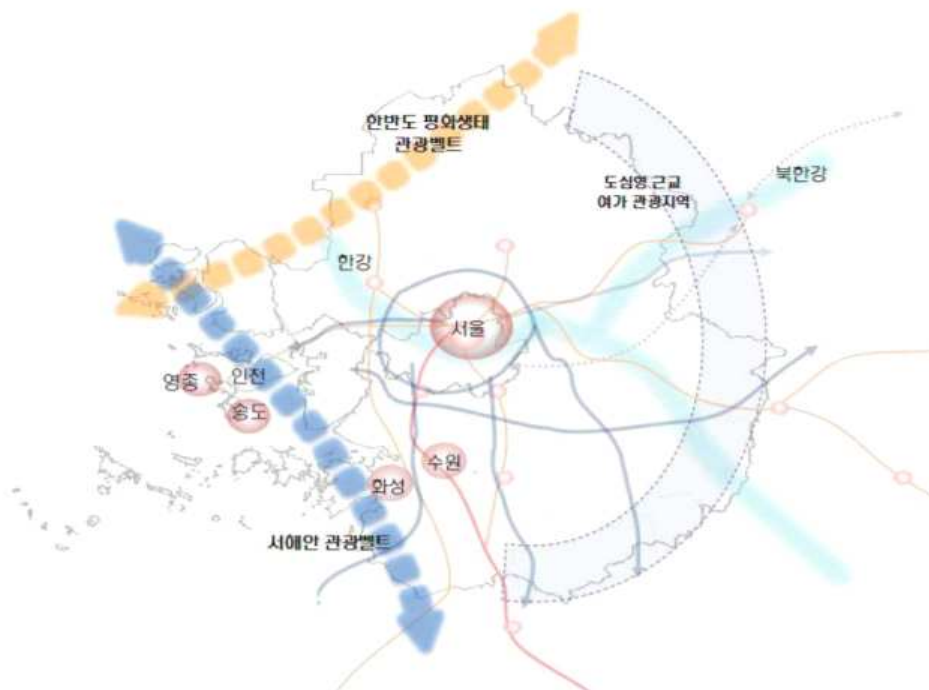 한반도 평화생태
관광벨트
도심형 근교
여가 관광지역
북한강
한강
서울
영종
인천
송도
수원
화성
서해안 관광벨트